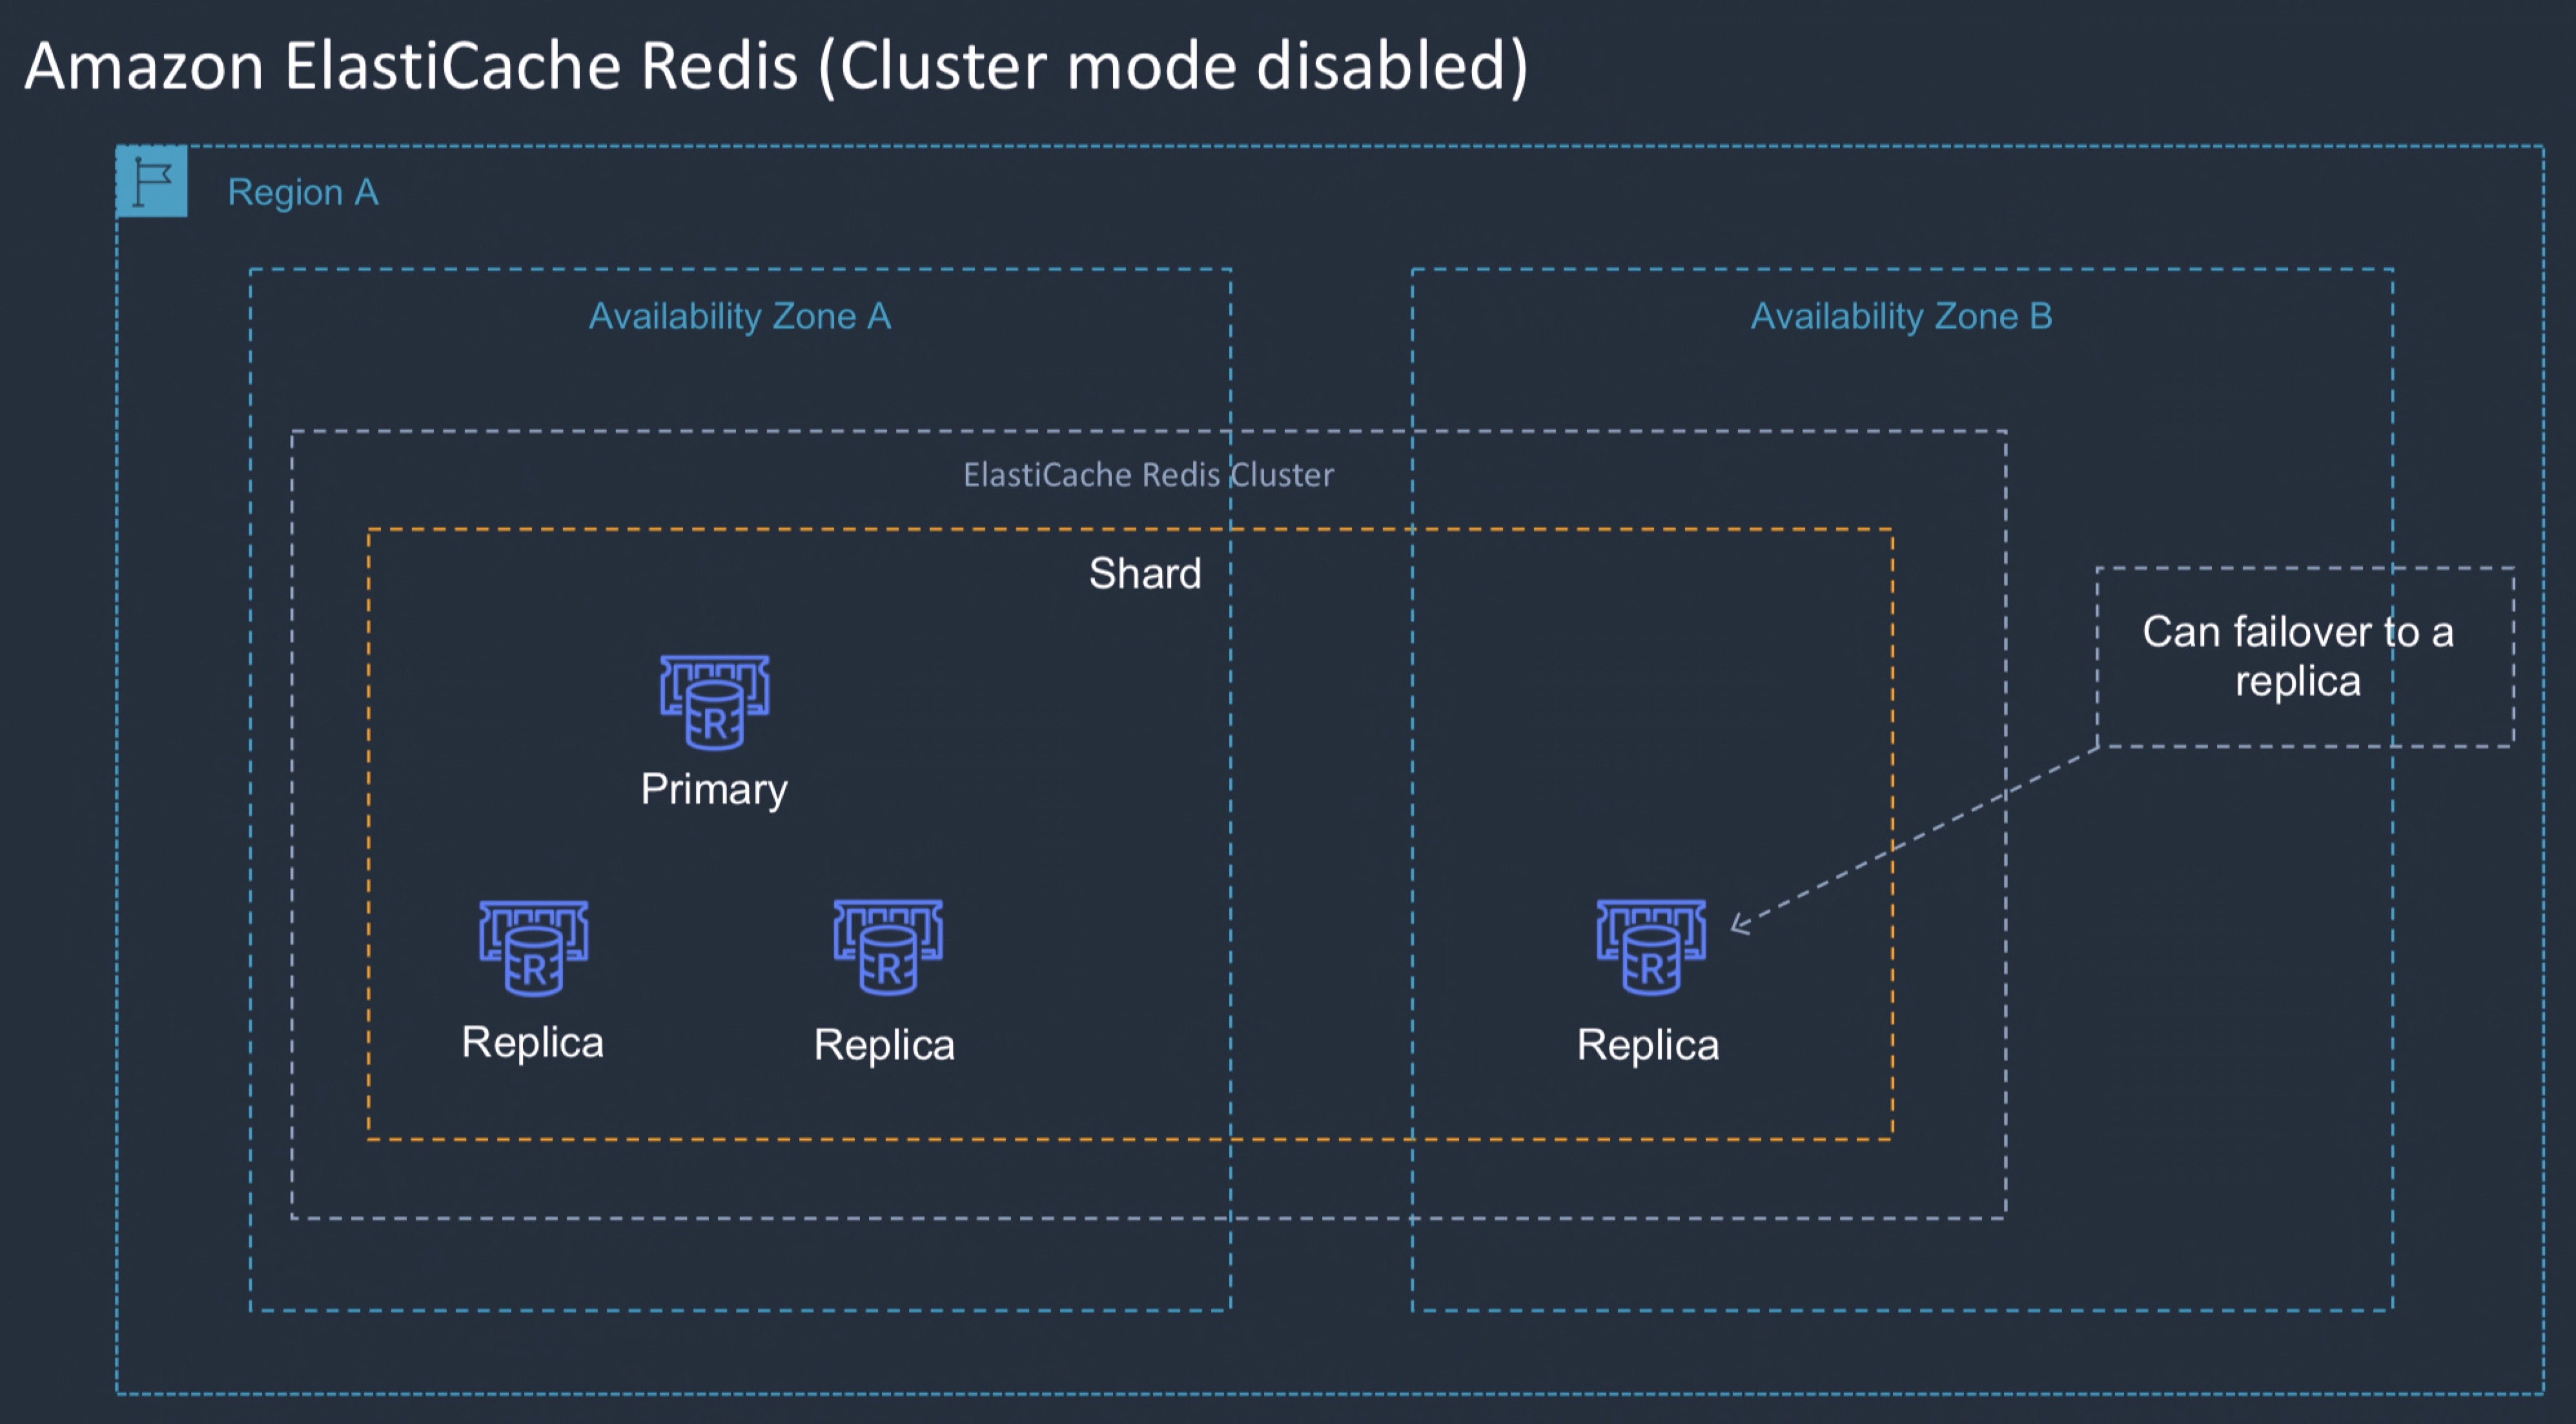 Amazon ElastiCache Redis (Cluster mode disabled)
Region A
Availability Zone A
Availability Zone B
ElastiCache Redis Cluster
Shard
Can failover to a
replica
R
Primary
R
R
R
Replica
Replica
Replica